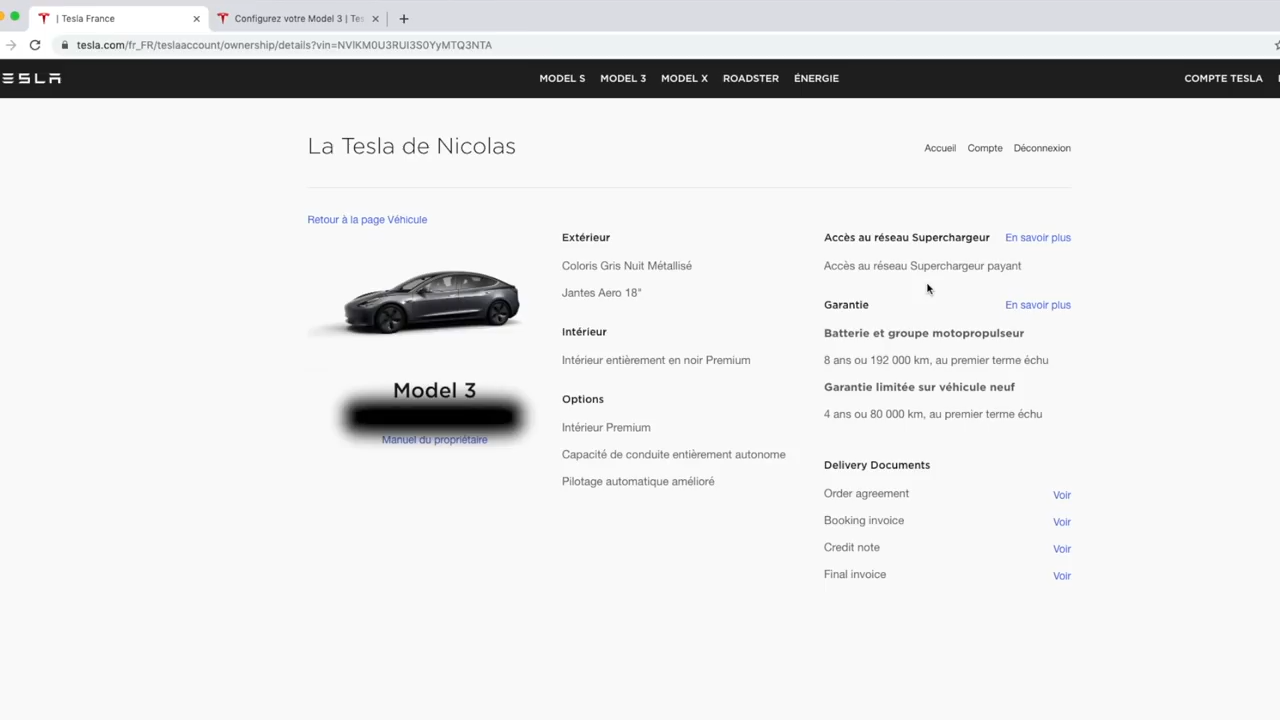 | Tesla France
Configurez votre Model 3 | Tes
tesla.com/fr_FR/teslaaccount/ownership/details?vin=NVlKM0U3RUI3S0YyMTQ3NTA
TESLA
MODEL S
MODEL 3
MODEL X
ROADSTER
ÉNERGIE
COMPTE TESLA
La Tesla de Nicolas
Accueil
Compte
Déconnexion
Retour à la page Véhicule
Model 3
Manuel du propriétaire
Extérieur
Coloris Gris Nuit Métallisé
Jantes Aero 18"
Intérieur
Intérieur entièrement en noir Premium
Options
Intérieur Premium
Capacité de conduite entièrement autonome
Pilotage automatique amélioré
Accès au réseau Superchargeur
En savoir plus
Accès au réseau Superchargeur payant
Garantie
En savoir plus
Batterie et groupe motopropulseur
8 ans ou 192 000 km, au premier terme échu
Garantie limitée sur véhicule neuf
4 ans ou 80 000 km, au premier terme échu
Delivery Documents
Order agreement
Voir
Booking invoice
Voir
Credit note
Voir
Final invoice
Voir